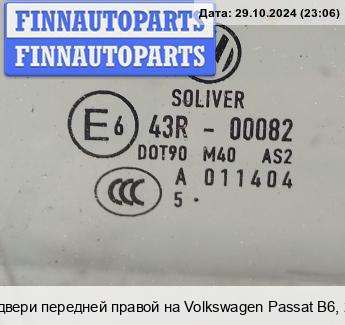 FINNAUTOPARTS
FINNAUTOPARTS
Дата: 29.10.2024 (23:06)
SOLIVER
E6 43R - 00082
DOT90 M40 AS2
CCC A 011404
5 ·
двери передней правой на Volkswagen Passat B6,